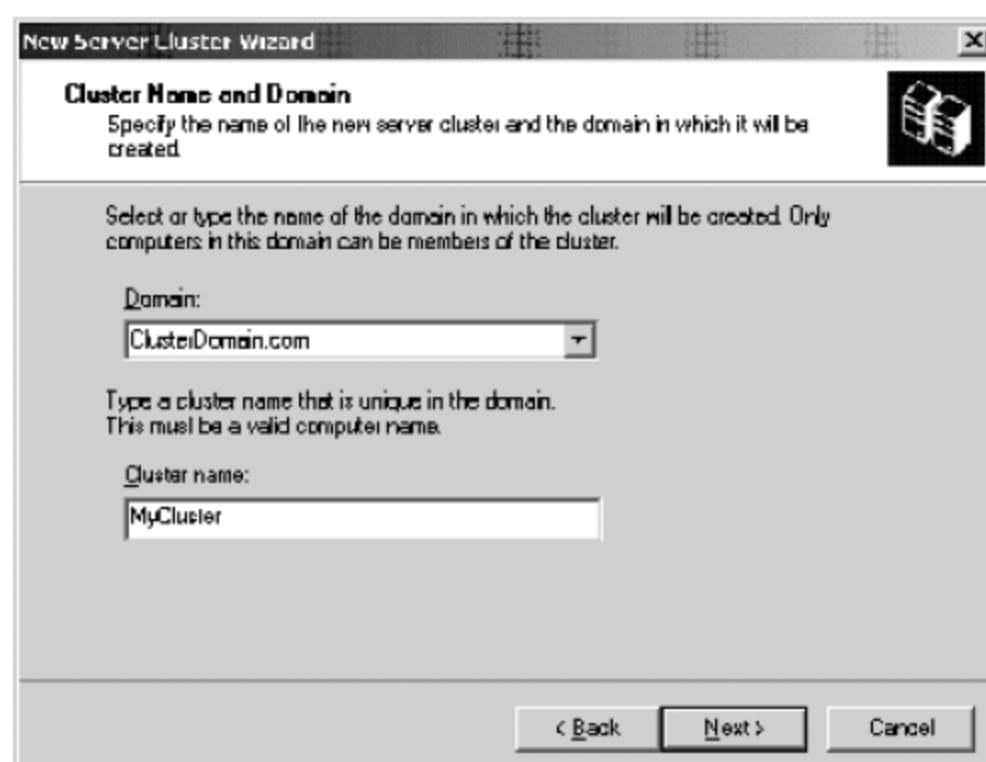 New Server Cluster Wizard
Cluster Name and Domain
Specify the name of the new server cluster and the domain in which it will be
created.
Select or type the name of the domain in which the cluster will be created. Only
computers in this domain can be members of the cluster.
Domain:
ClusterDomain.com
Type a cluster name that is unique in the domain.
This must be a valid computer name.
Cluster name:
MyCluster
< Back
Next >
Cancel